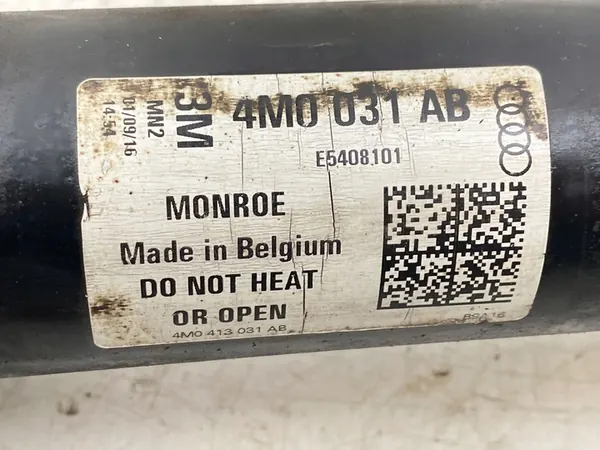 3M
MN2
01/09/16
14:54
4M0 031 AB
E5408101
MONROE
Made in Belgium
DO NOT HEAT
OR OPEN
4M0 413 031 AB